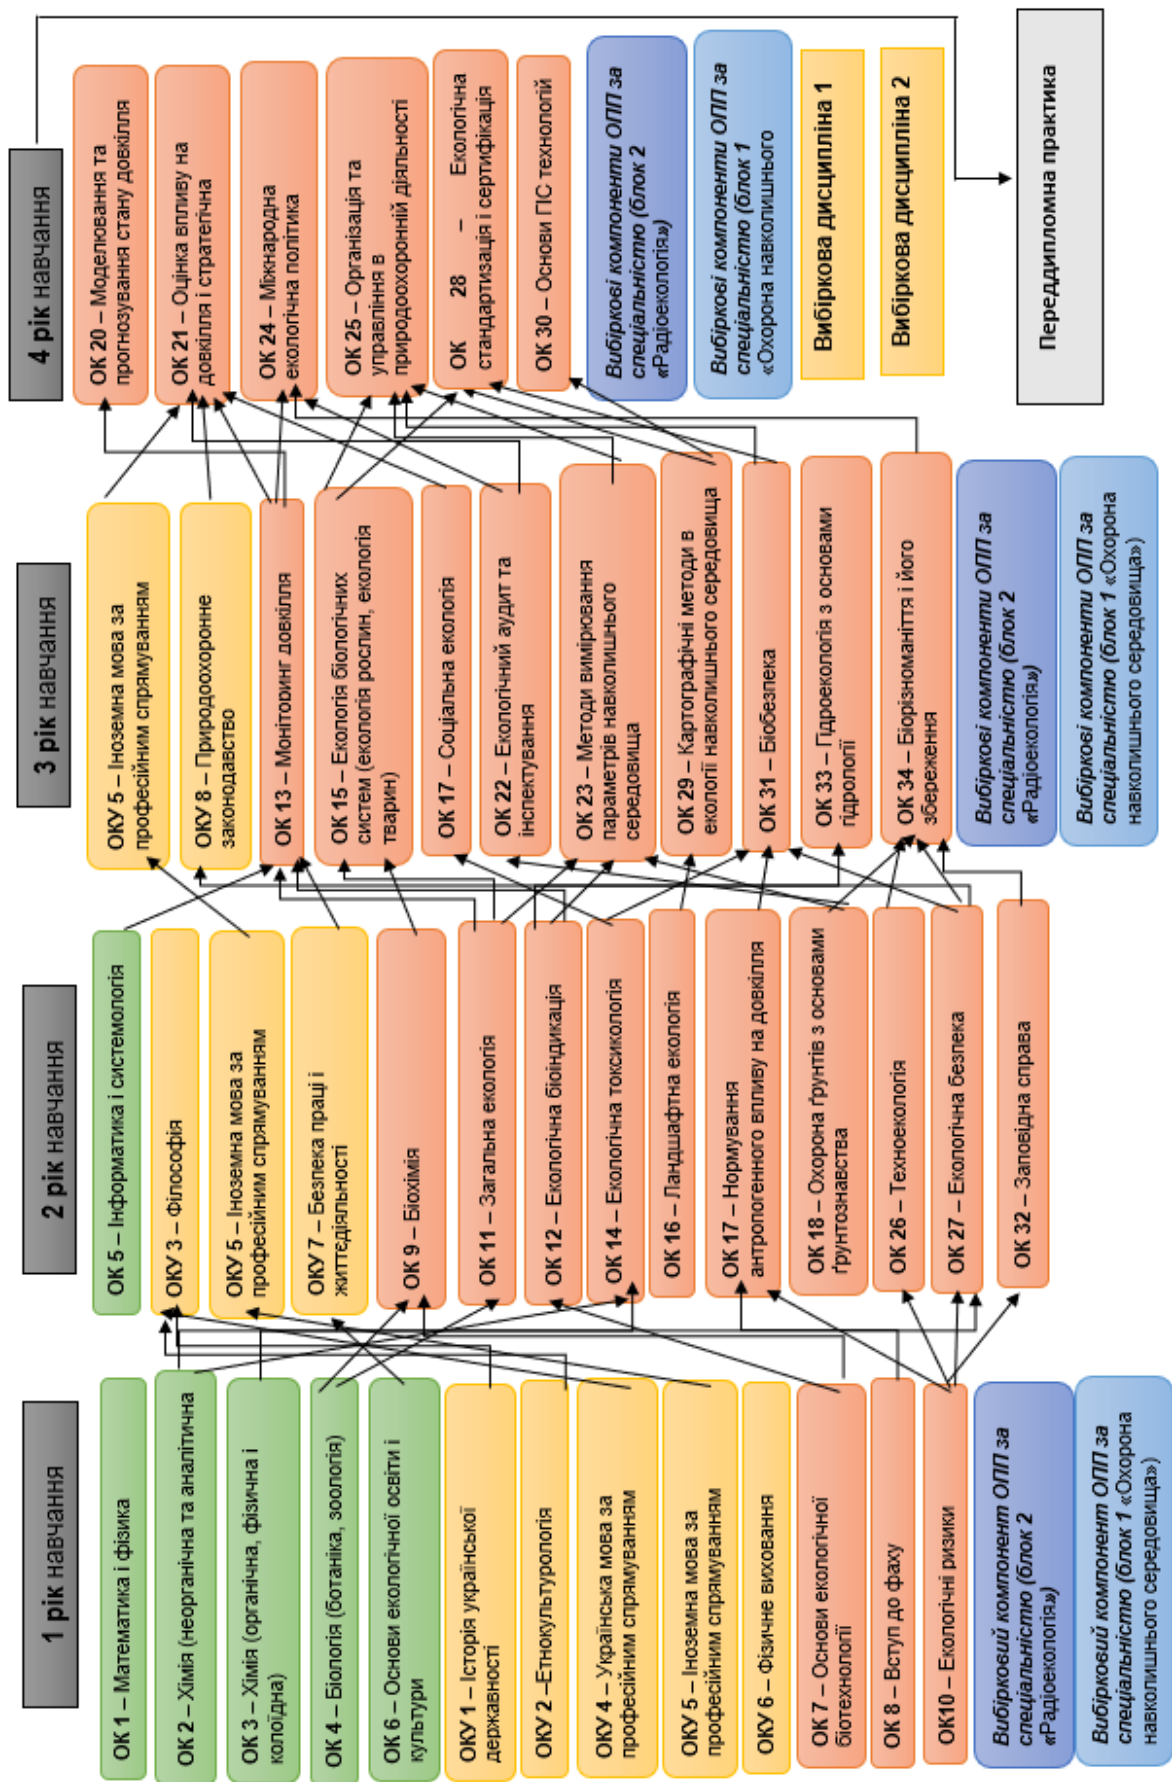 1 рік навчання
ОК 1 – Математика і фізика
ОК 2 – Хімія (неорганічна та аналітична
ОК 3 – Хімія (органічна, фізична і
колоїдна)
ОК 4 – Біологія (ботаніка, зоологія)
ОК 6 – Основи екологічної освіти і
культури
ОКУ 1 – Історія української
державності
ОКУ 2 –Етнокультурологія
ОКУ 4 – Українська мова за
професійним спрямуванням
ОКУ 5 – Іноземна мова за
професійним спрямуванням
ОКУ 6 – Фізичне виховання
ОК 7 – Основи екологічної
біотехнології
ОК 8 – Вступ до фаху
ОК10 – Екологічні ризики
Вибірковий компонент ОПП за
спеціальністю (блок 2
«Радіоекологія»)
Вибірковий компонент ОПП за
спеціальністю (блок 1 «Охорона
навколишнього середовища»)
2 рік навчання
ОК 5 – Інформатика і системологія
ОКУ 3 – Філософія
ОКУ 5 – Іноземна мова за
професійним спрямуванням
ОКУ 7 – Безпека праці і
життєдіяльності
ОК 9 – Біохімія
ОК 11 – Загальна екологія
ОК 12 – Екологічна біоіндикація
ОК 14 – Екологічна токсикологія
ОК 16 – Ландшафтна екологія
ОК 17 – Нормування
антропогенного впливу на довкілля
ОК 18 – Охорона ґрунтів з основами
ґрунтознавства
ОК 26 – Техноекологія
ОК 27 – Екологічна безпека
ОК 32 – Заповідна справа
3 рік навчання
ОКУ 5 – Іноземна мова за
професійним спрямуванням
ОКУ 8 – Природоохоронне
законодавство
ОК 13 – Моніторинг довкілля
ОК 15 – Екологія біологічних
систем (екологія рослин, екологія
тварин)
ОК 17 – Соціальна екологія
ОК 22 – Екологічний аудит та
інспектування
ОК 23 – Методи вимірювання
параметрів навколишнього
середовища
ОК 29 – Картографічні методи в
екології навколишнього середовища
ОК 31 – Біобезпека
ОК 33 – Гідроекологія з основами
гідрології
ОК 34 – Біорізноманіття і його
збереження
Вибіркові компоненти ОПП за
спеціальністю (блок 2
«Радіоекологія»)
Вибіркові компоненти ОПП за
спеціальністю (блок 1 «Охорона
навколишнього середовища»)
4 рік навчання
ОК 20 – Моделювання та
прогнозування стану довкілля
ОК 21 – Оцінка впливу на
довкілля і стратегічна
ОК 24 – Міжнародна
екологічна політика
ОК 25 – Організація та
управління в
природоохоронній діяльності
ОК 28 – Екологічна
стандартизація і сертифікація
ОК 30 – Основи ПС технологій
Вибіркові компоненти ОПП за
спеціальністю (блок 2
«Радіоекологія»)
Вибіркові компоненти ОПП за
спеціальністю (блок 1
«Охорона навколишнього
Вибіркова дисципліна 1
Вибіркова дисципліна 2
Передипломна практика